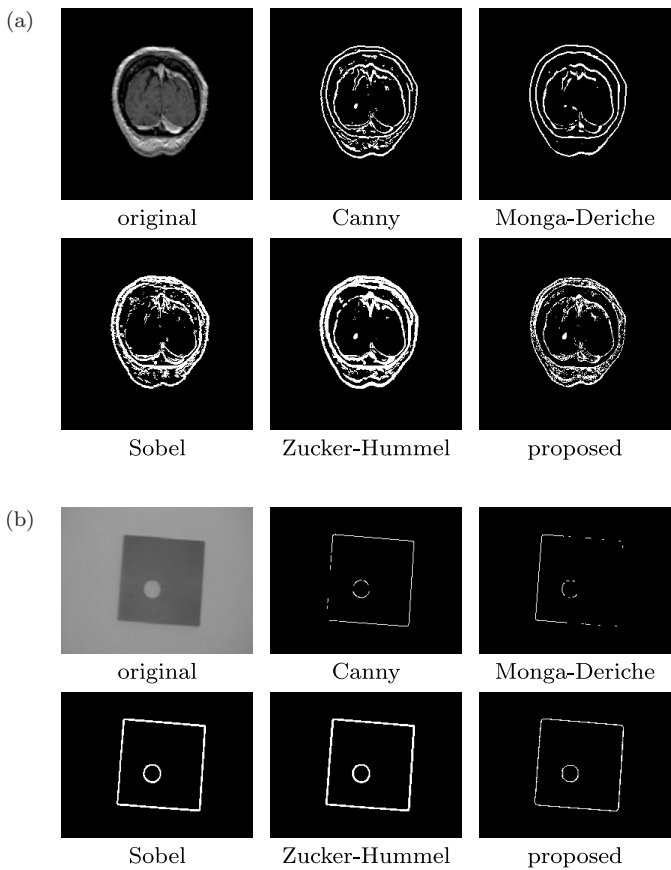 (a)
original Canny Monga-Deriche
Sobel Zucker-Hummel proposed
(b)
original Canny Monga-Deriche
Sobel Zucker-Hummel proposed